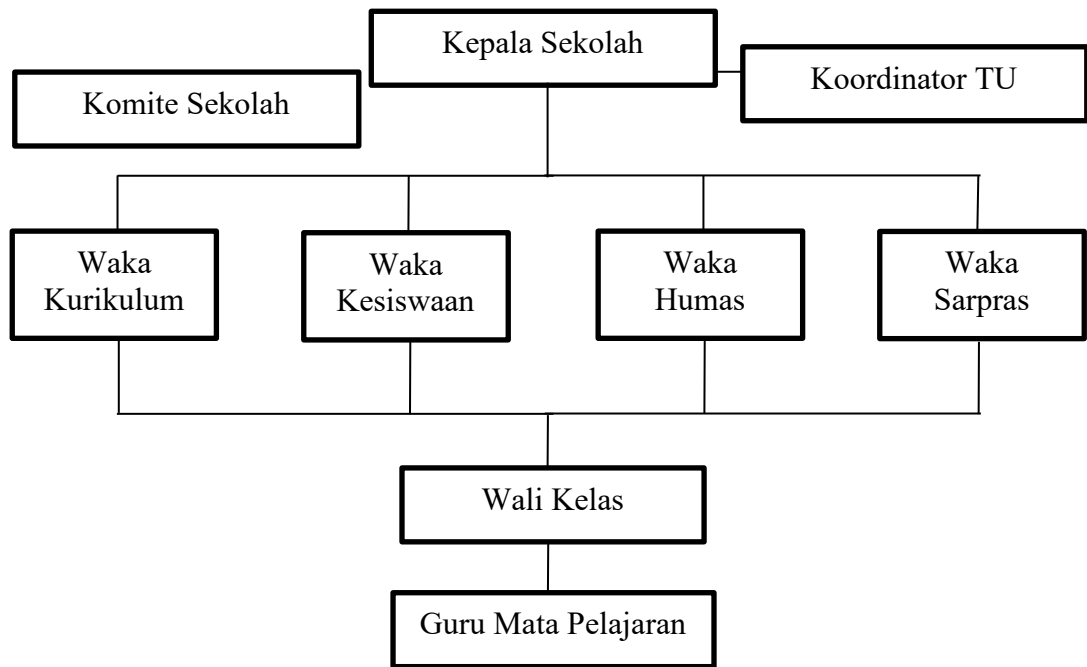 Kepala Sekolah
Komite Sekolah
Koordinator TU
Waka
Kurikulum
Waka
Kesiswaan
Waka
Humas
Waka
Sarpras
Wali Kelas
Guru Mata Pelajaran